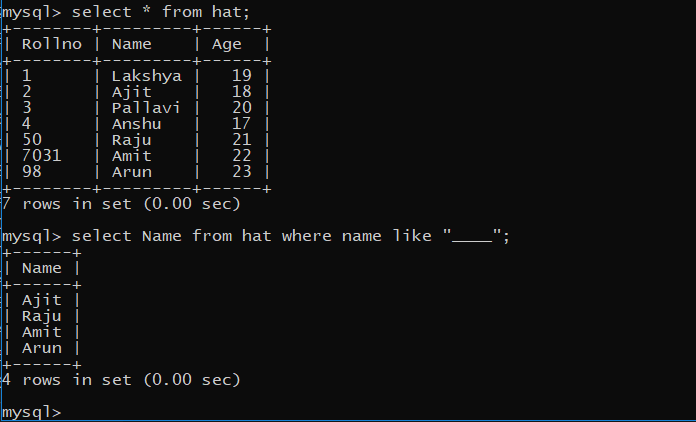 mysql> select * from hat;
+--------+---------+------+
| Rollno | Name    | Age  |
+--------+---------+------+
| 1      | Lakshya |   19 |
| 2      | Ajit    |   18 |
| 3      | Pallavi |   20 |
| 4      | Anshu   |   17 |
| 50     | Raju    |   21 |
| 7031   | Amit    |   22 |
| 98     | Arun    |   23 |
+--------+---------+------+
7 rows in set (0.00 sec)
mysql> select Name from hat where name like "____";
+------+
| Name |
+------+
| Ajit |
| Raju |
| Amit |
| Arun |
+------+
4 rows in set (0.00 sec)
mysql>